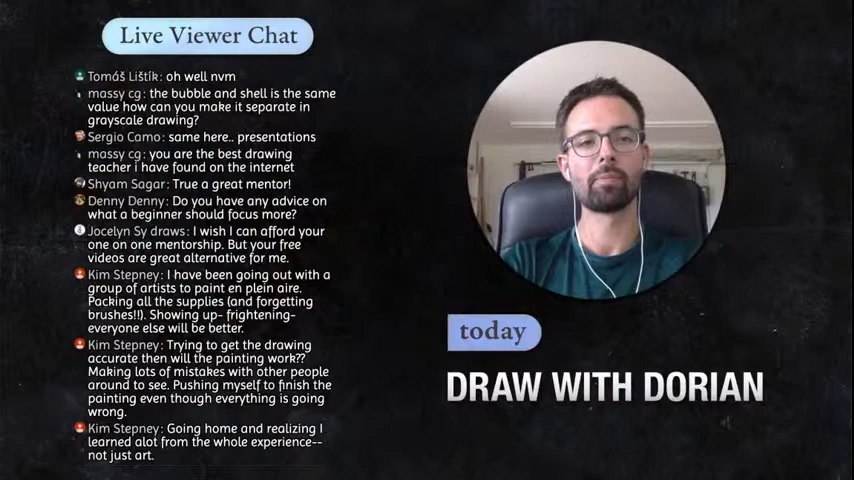 Live Viewer Chat
Tomáš Lištík: oh well nvm
massy cg: the bubble and shell is the same
value how can you make it separate in
grayscale drawing?
Sergio Camo: same here.. presentations
massy cg: you are the best drawing
teacher i have found on the internet
Shyam Sagar: True a great mentor!
Denny Denny: Do you have any advice on
what a beginner should focus more?
Jocelyn Sy draws: I wish I can afford your
one on one mentorship. But your free
videos are great alternative for me.
Kim Stepney: I have been going out with a
group of artists to paint en plein aire.
Packing all the supplies (and forgetting
brushes!!). Showing up- frightening-
everyone else will be better.
Kim Stepney: Trying to get the drawing
accurate then will the painting work??
Making lots of mistakes with other people
around to see. Pushing myself to finish the
painting even though everything is going
wrong.
Kim Stepney: Going home and realizing I
learned alot from the whole experience--
not just art.
today
DRAW WITH DORIAN